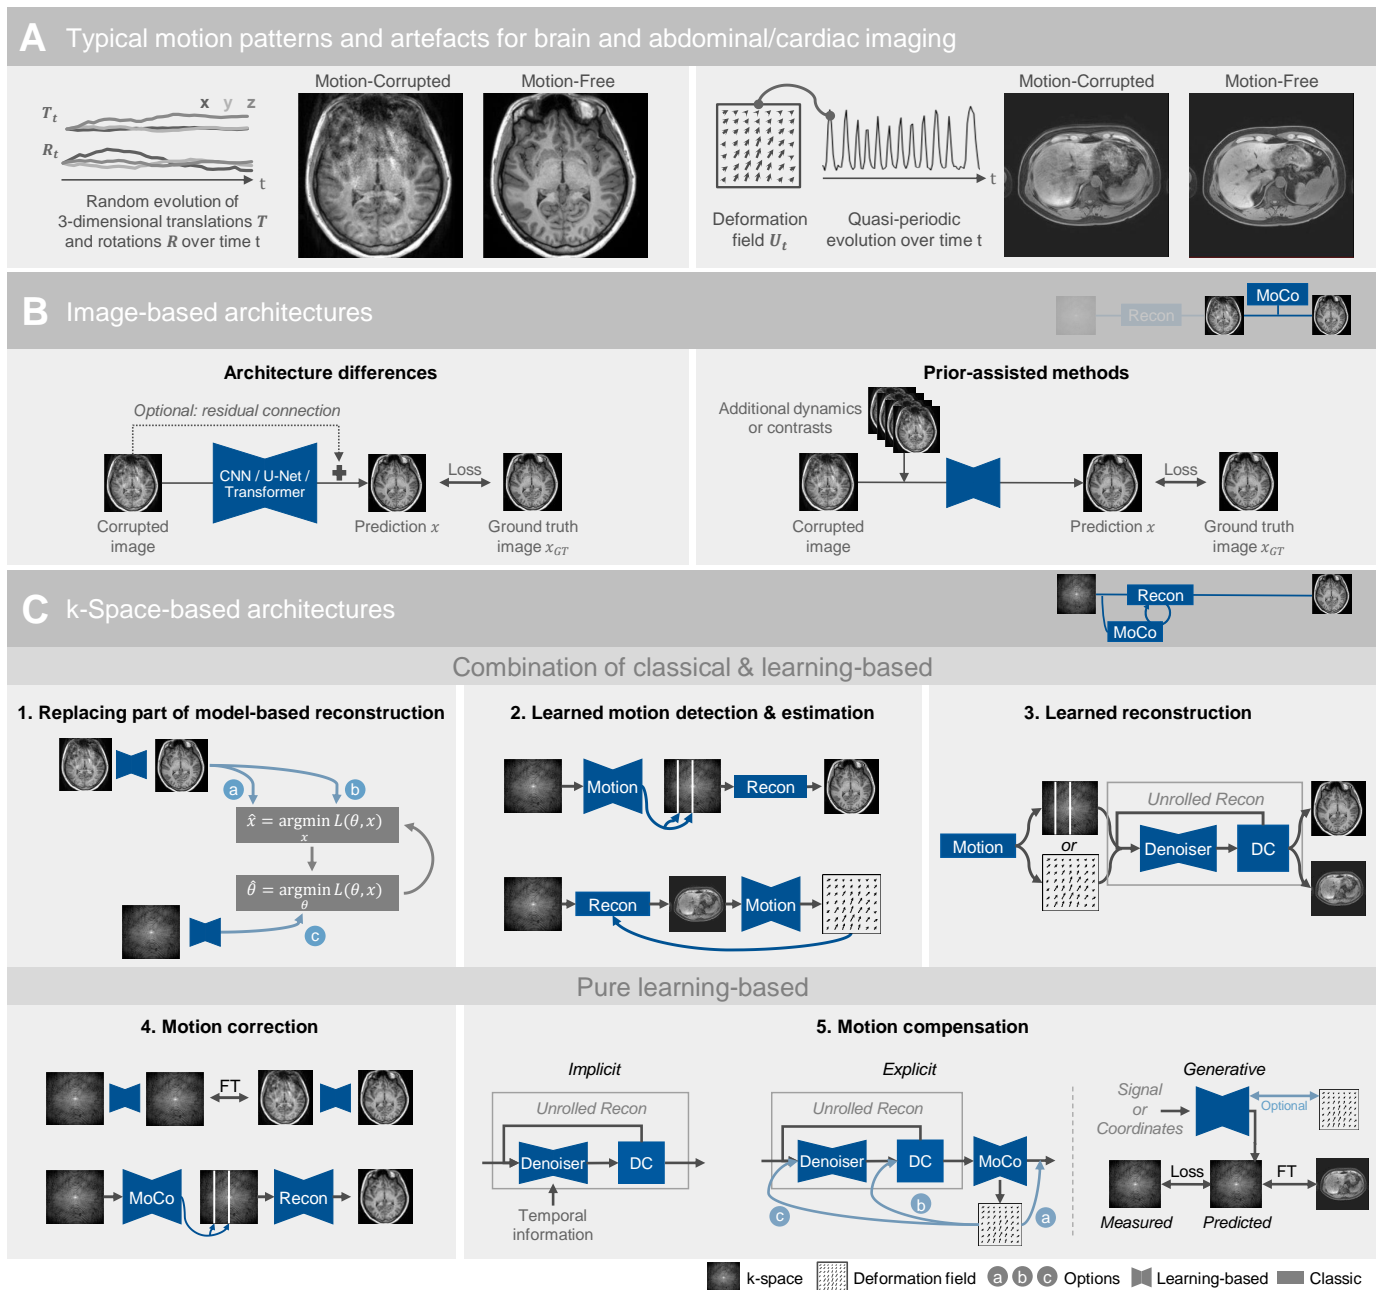 A Typical motion patterns and artefacts for brain and abdominal/cardiac imaging
x y z
T_t
R_t
t
Random evolution of
3-dimensional translations T
and rotations R over time t
Motion-Corrupted
Motion-Free
Deformation
field U_t
t
Quasi-periodic
evolution over time t
Motion-Corrupted
Motion-Free
B Image-based architectures
Recon
MoCo
Architecture differences
Optional: residual connection
CNN / U-Net /
Transformer
Loss
Corrupted
image
Prediction x
Ground truth
image x_GT
Prior-assisted methods
Additional dynamics
or contrasts
Loss
Corrupted
image
Prediction x
Ground truth
image x_GT
C k-Space-based architectures
Recon
MoCo
Combination of classical & learning-based
1. Replacing part of model-based reconstruction
a
b
x̂ = argmin L(θ, x)
x
θ̂ = argmin L(θ, x)
θ
c
2. Learned motion detection & estimation
Motion
Recon
Recon
Motion
3. Learned reconstruction
Unrolled Recon
Motion
or
Denoiser
DC
Pure learning-based
4. Motion correction
FT
MoCo
Recon
5. Motion compensation
Implicit
Unrolled Recon
Denoiser
DC
Temporal
information
Explicit
Unrolled Recon
Denoiser
DC
MoCo
c
b
a
Generative
Signal
or
Coordinates
Optional
Loss
FT
Measured
Predicted
k-space
Deformation field
a b c Options
Learning-based
Classic